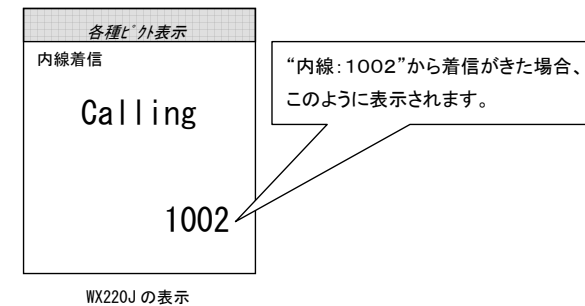 各種ﾋﾟｸﾄ表示
内線着信
Calling
1002
“内線：1002”から着信がきた場合、
このように表示されます。
WX220J の表示